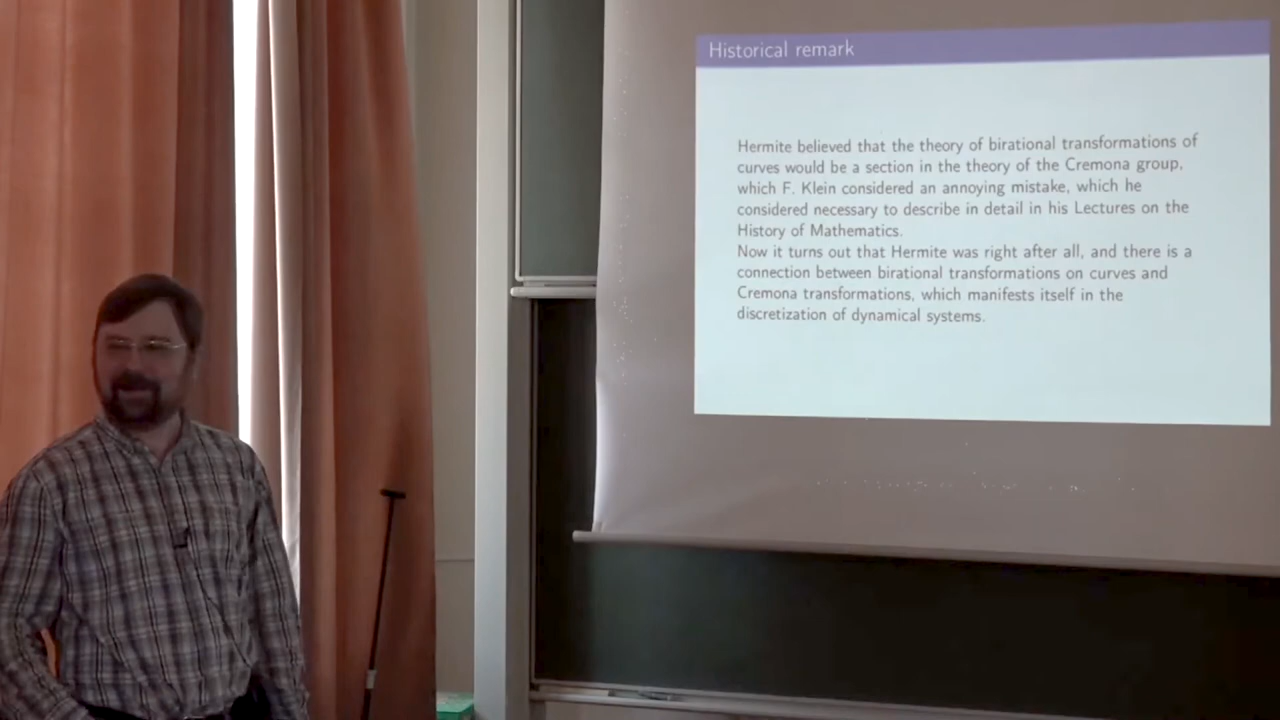 Historical remark
Hermite believed that the theory of birational transformations of
curves would be a section in the theory of the Cremona group,
which F. Klein considered an annoying mistake, which he
considered necessary to describe in detail in his Lectures on the
History of Mathematics.
Now it turns out that Hermite was right after all, and there is a
connection between birational transformations on curves and
Cremona transformations, which manifests itself in the
discretization of dynamical systems.